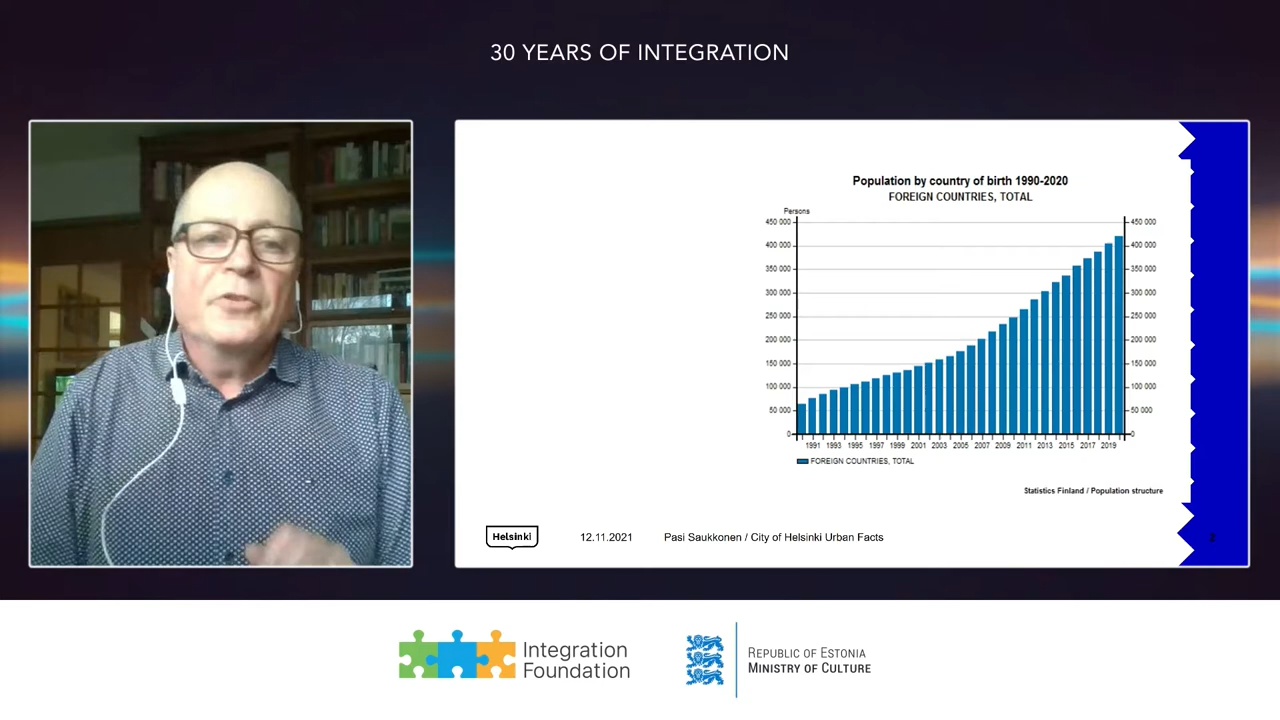 30 YEARS OF INTEGRATION
Population by country of birth 1990-2020
FOREIGN COUNTRIES, TOTAL
Persons
450 000
400 000
350 000
300 000
250 000
200 000
150 000
100 000
50 000
0
450 000
400 000
350 000
300 000
250 000
200 000
150 000
100 000
50 000
0
1991 1993 1995 1997 1999 2001 2003 2005 2007 2009 2011 2013 2015 2017 2019
FOREIGN COUNTRIES, TOTAL
Statistics Finland / Population structure
Helsinki 12.11.2021 Pasi Saukkonen / City of Helsinki Urban Facts
Integration
Foundation
REPUBLIC OF ESTONIA
MINISTRY OF CULTURE